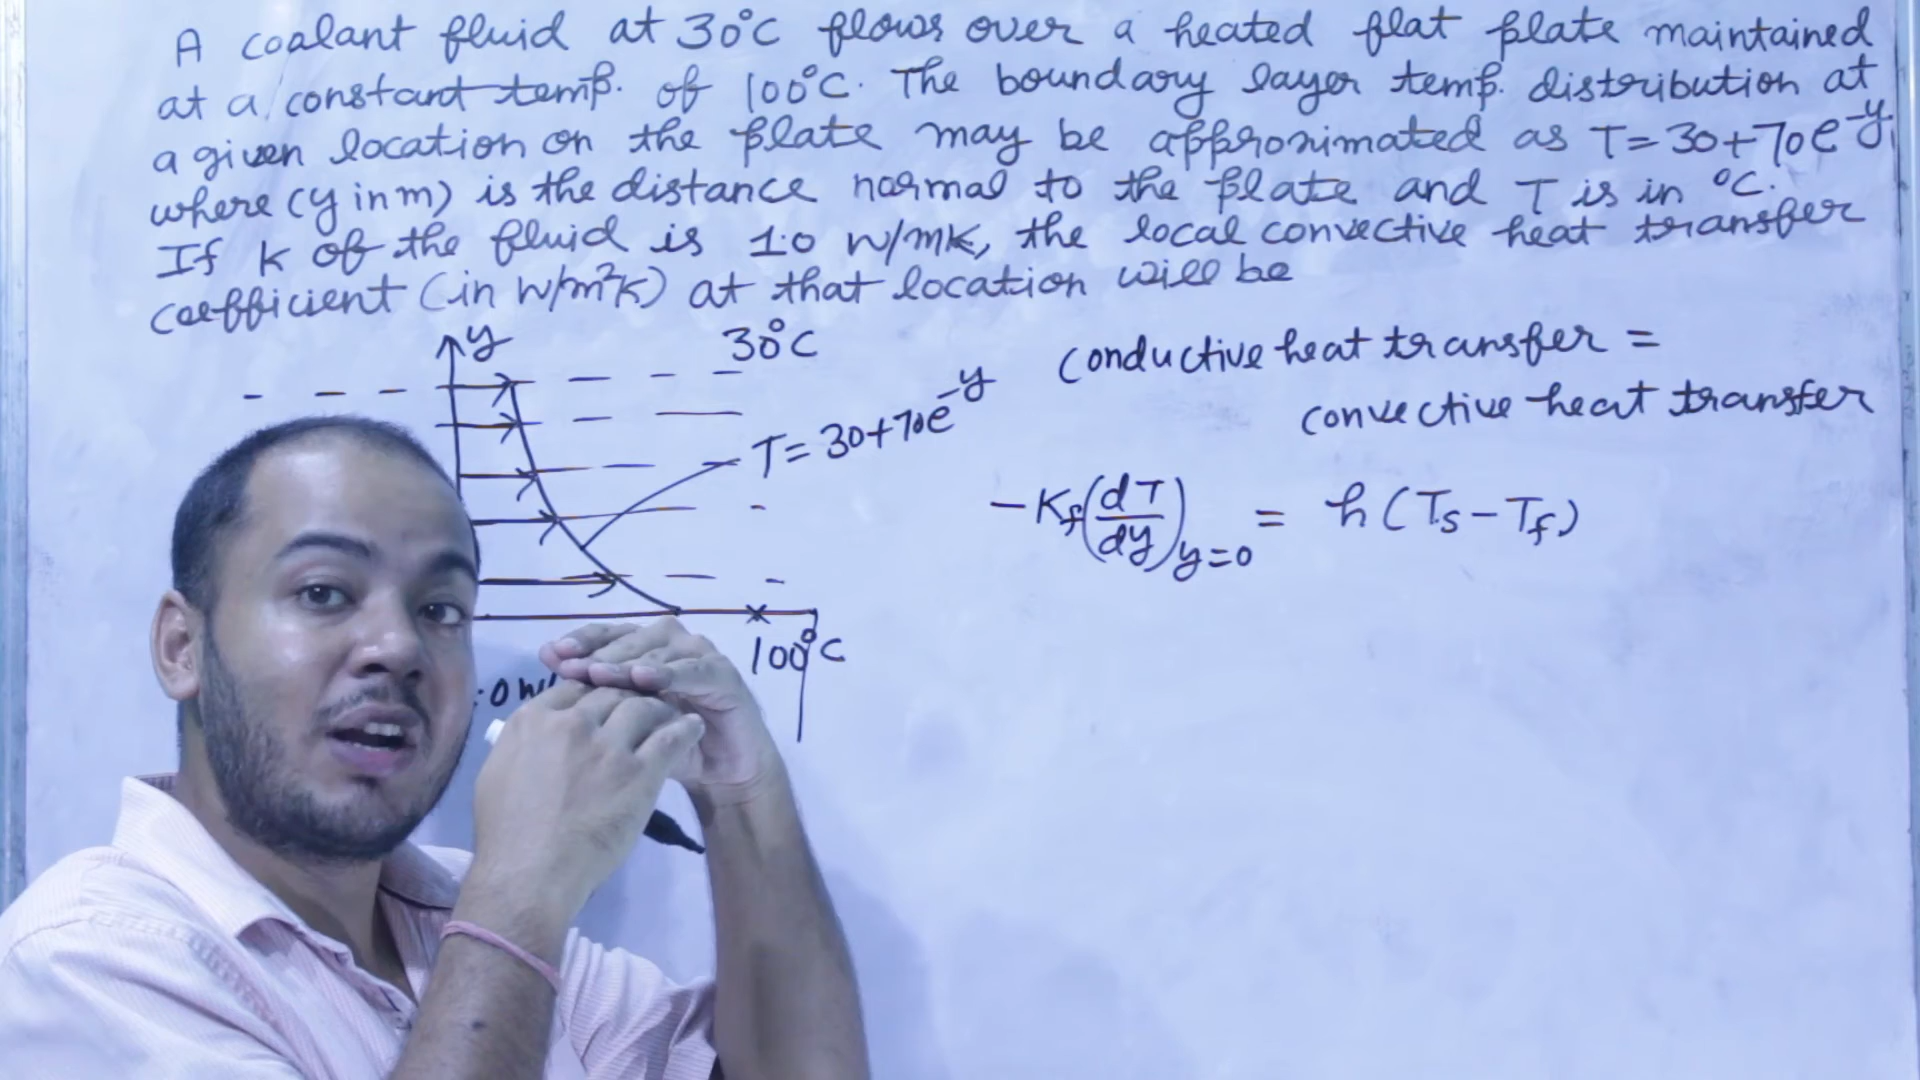 A coalant fluid at 30°C flows over a heated flat plate maintained
at a constant temp. of 100°C. The boundary layer temp. distribution at
a given location on the plate may be approximated as T=30+70e^-y,
where (y in m) is the distance normal to the plate and T is in °C.
If K of the fluid is 1.0 W/mK, the local convective heat transfer
coefficient (in W/m²K) at that location will be
y
30°C
T = 30+70e^-y
100°C
:0 W/
conductive heat transfer =
convective heat transfer
-K_f(dT/dy)_y=0 = h(T_s-T_f)